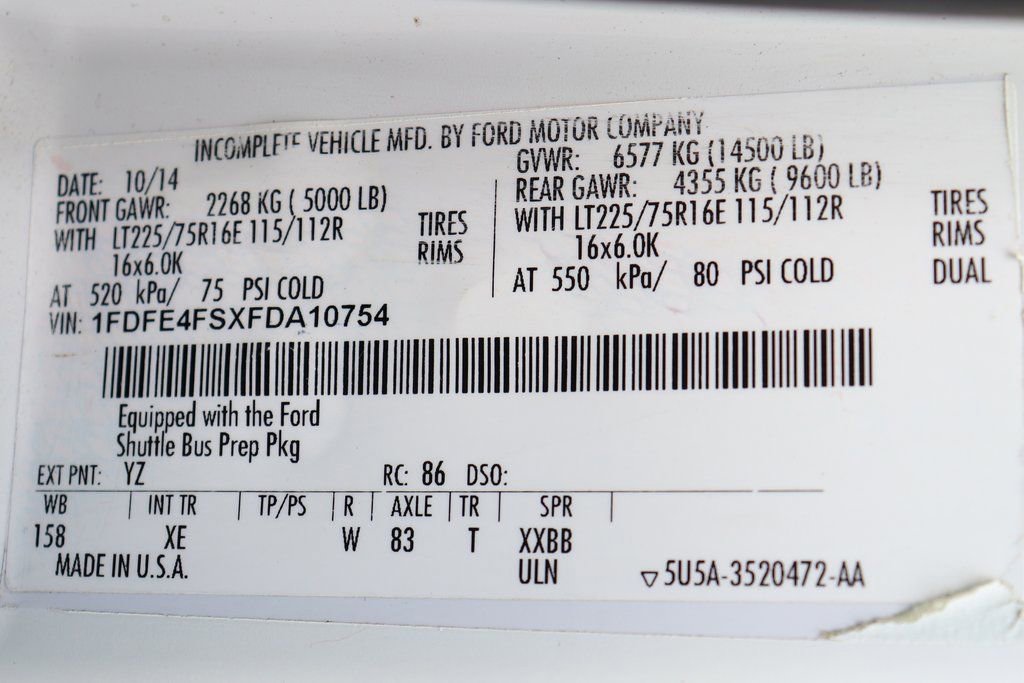 INCOMPLETE VEHICLE MFD. BY FORD MOTOR COMPANY
DATE: 10/14
GVWR: 6577 KG (14500 LB)
FRONT GAWR: 2268 KG ( 5000 LB)
REAR GAWR: 4355 KG ( 9600 LB)
WITH LT225/75R16E 115/112R TIRES
WITH LT225/75R16E 115/112R TIRES
16x6.0K RIMS
16x6.0K RIMS
AT 520 kPa/ 75 PSI COLD
AT 550 kPa/ 80 PSI COLD DUAL
VIN: 1FDFE4FSXFDA10754
Equipped with the Ford
Shuttle Bus Prep Pkg
EXT PNT: YZ RC: 86 DSO:
WB | INT TR | TP/PS | R | AXLE | TR | SPR |
158 XE W 83 T XXBB
MADE IN U.S.A. ULN ▽5U5A-3520472-AA